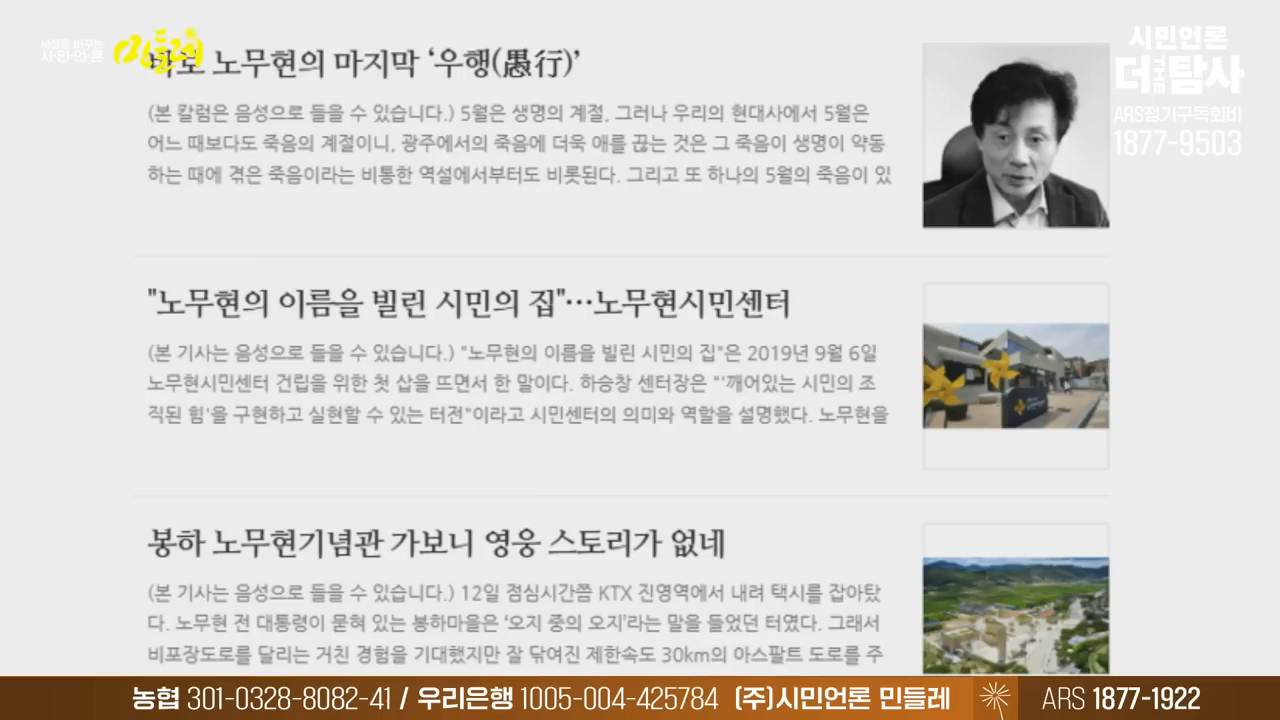 세상을 바꾸는
시·민·언·론
민들레
시민언론
더탐사
THE
ARS정기구독회비
1877-9503
바보 노무현의 마지막 ‘우행(愚行)’
(본 칼럼은 음성으로 들을 수 있습니다.) 5월은 생명의 계절, 그러나 우리의 현대사에서 5월은
어느 때보다도 죽음의 계절이니, 광주에서의 죽음에 더욱 애를 끊는 것은 그 죽음이 생명이 약동
하는 때에 겪은 죽음이라는 비통한 역설에서부터도 비롯된다. 그리고 또 하나의 5월의 죽음이 있
"노무현의 이름을 빌린 시민의 집"…노무현시민센터
(본 기사는 음성으로 들을 수 있습니다.) "노무현의 이름을 빌린 시민의 집"은 2019년 9월 6일
노무현시민센터 건립을 위한 첫 삽을 뜨면서 한 말이다. 하승창 센터장은 "'깨어있는 시민의 조
직된 힘'을 구현하고 실현할 수 있는 터전"이라고 시민센터의 의미와 역할을 설명했다. 노무현을
봉하 노무현기념관 가보니 영웅 스토리가 없네
(본 기사는 음성으로 들을 수 있습니다.) 12일 점심시간쯤 KTX 진영역에서 내려 택시를 잡아탔
다. 노무현 전 대통령이 묻혀 있는 봉하마을은 ‘오지 중의 오지’라는 말을 들었던 터였다. 그래서
비포장도로를 달리는 거친 경험을 기대했지만 잘 닦여진 제한속도 30km의 아스팔트 도로를 주
농협 301-0328-8082-41 / 우리은행 1005-004-425784 (주)시민언론 민들레
ARS 1877-1922